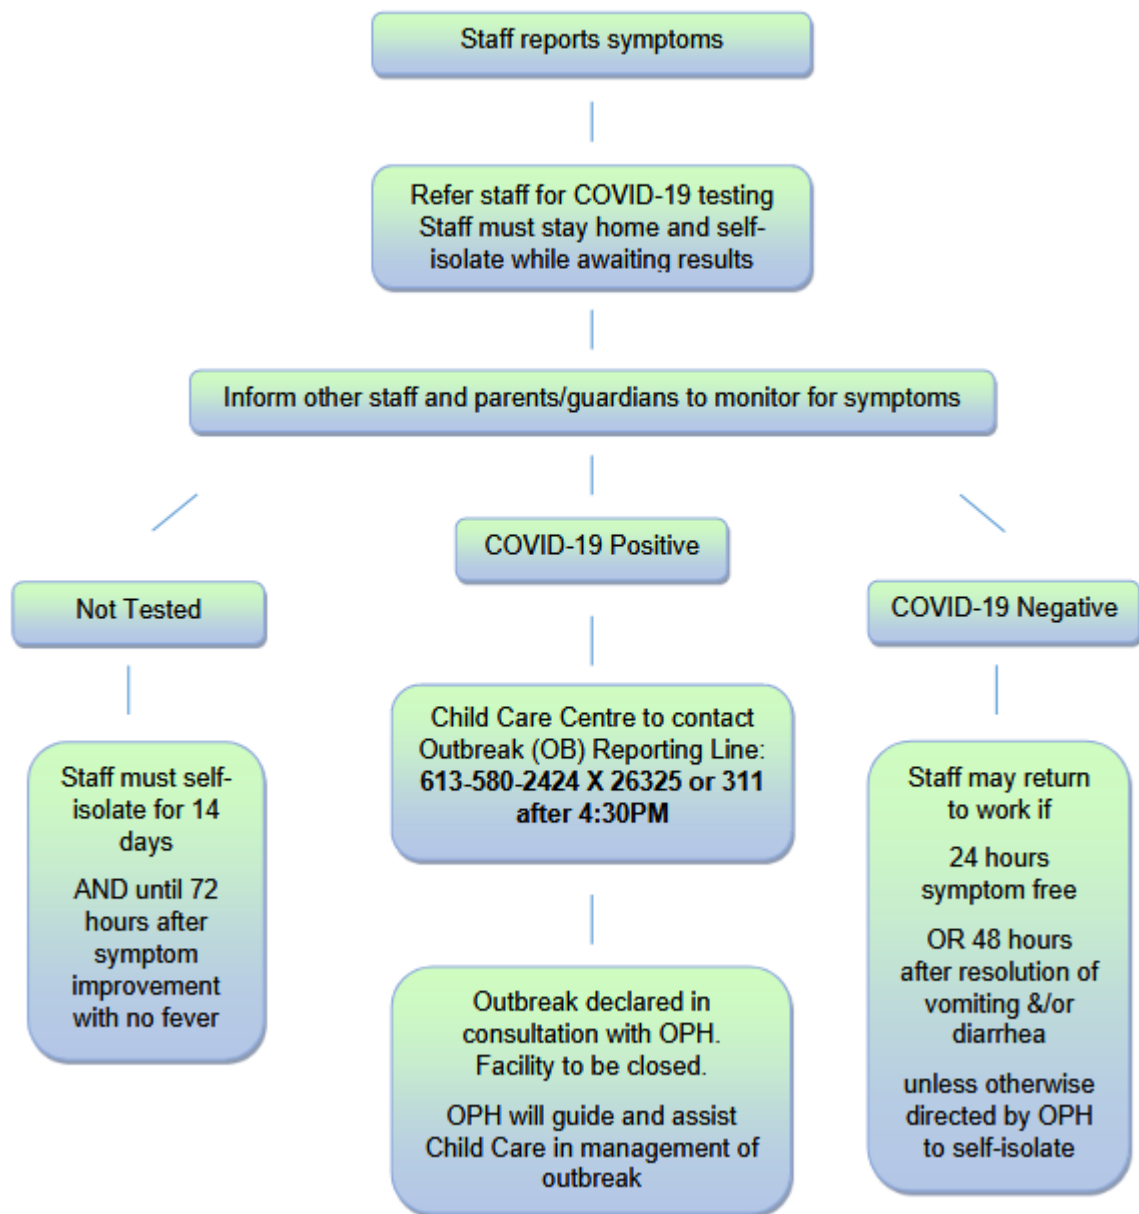 Staff reports symptoms
Refer staff for COVID-19 testing
Staff must stay home and self-
isolate while awaiting results
Inform other staff and parents/guardians to monitor for symptoms
Not Tested
Staff must self-
isolate for 14
days
AND until 72
hours after
symptom
improvement
with no fever
COVID-19 Positive
Child Care Centre to contact
Outbreak (OB) Reporting Line:
613-580-2424 X 26325 or 311
after 4:30PM
Outbreak declared in
consultation with OPH.
Facility to be closed.
OPH will guide and assist
Child Care in management of
outbreak
COVID-19 Negative
Staff may return
to work if
24 hours
symptom free
OR 48 hours
after resolution of
vomiting &/or
diarrhea
unless otherwise
directed by OPH
to self-isolate